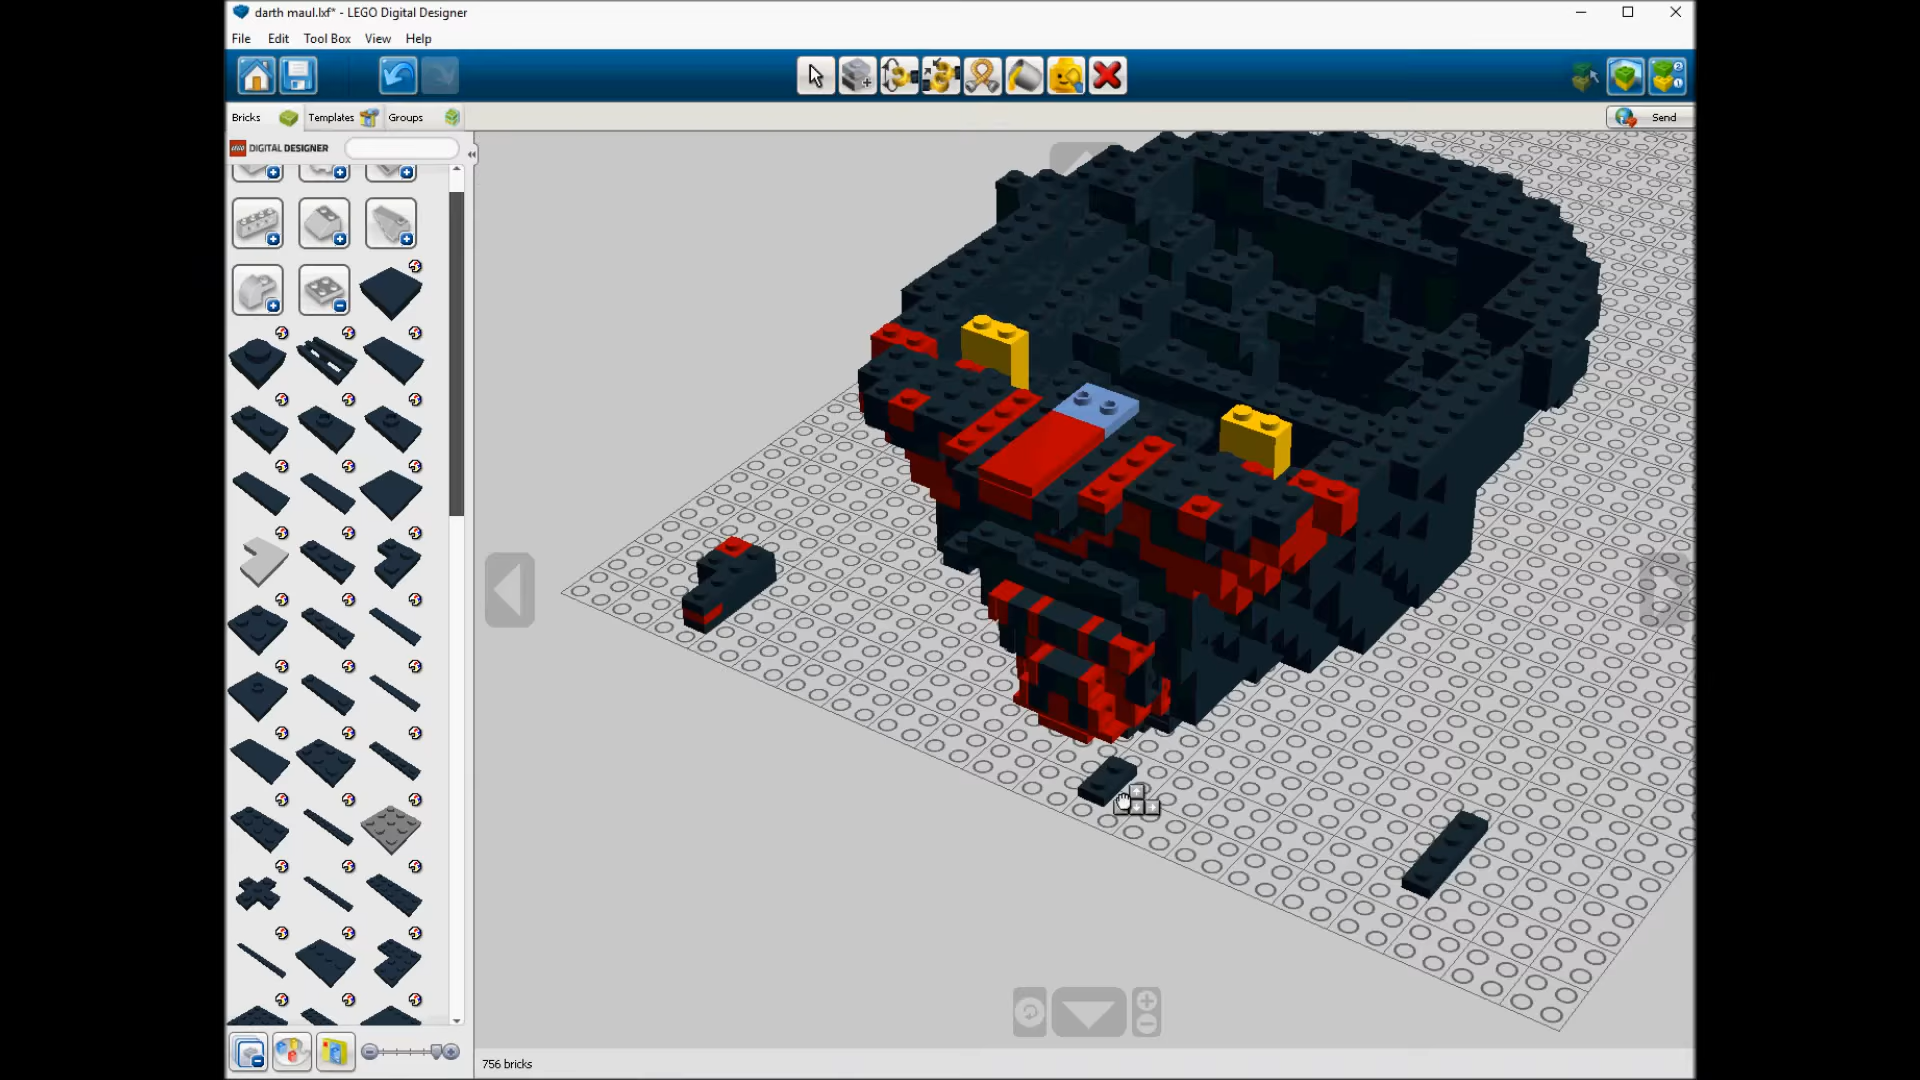 darth maul.lxf* - LEGO Digital Designer
File Edit Tool Box View Help
Bricks Templates Groups
Send
LEGO DIGITAL DESIGNER
756 bricks